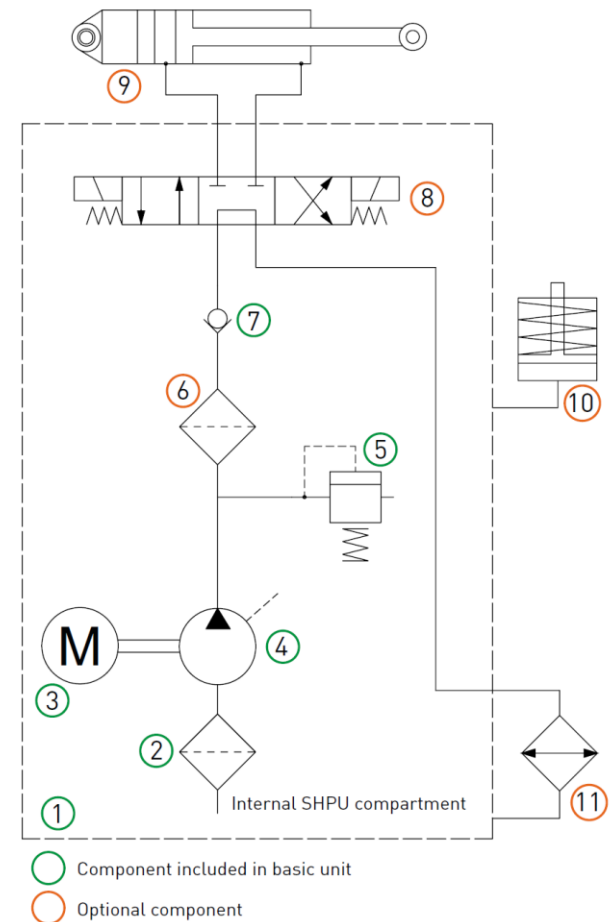 9
8
7
10
6
5
M
4
3
2
Internal SHPU compartment
1
11
Component included in basic unit
Optional component